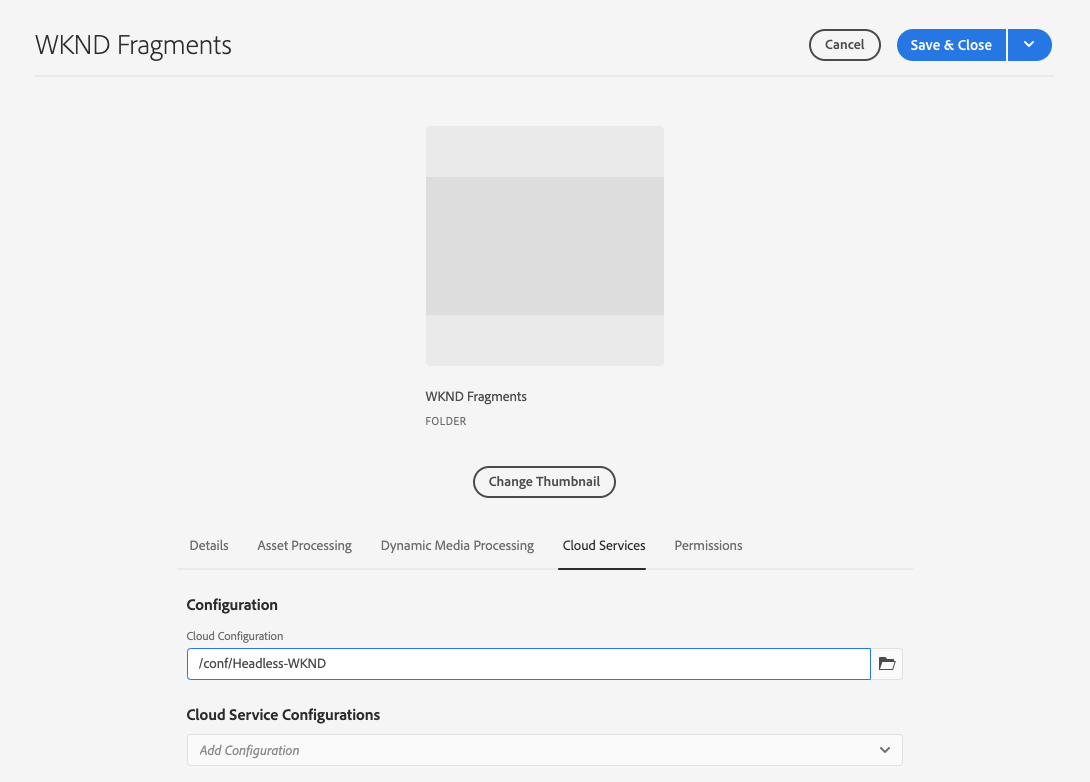 WKND Fragments
Cancel
Save & Close
WKND Fragments
FOLDER
Change Thumbnail
Details Asset Processing Dynamic Media Processing Cloud Services Permissions
Configuration
Cloud Configuration
/conf/Headless-WKND
Cloud Service Configurations
Add Configuration